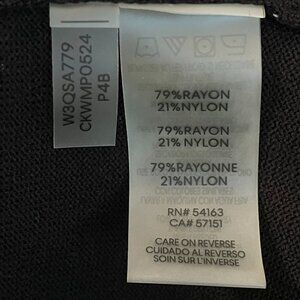 W3QSA779
CKWMP0524
P4B
79%RAYON
21%NYLON
79%RAYON
21%NYLON
79%RAYONNE
21%NYLON
RN# 54163
CA# 57151
CARE ON REVERSE
CUIDADO AL REVERSO
SOIN SUR L'INVERSE